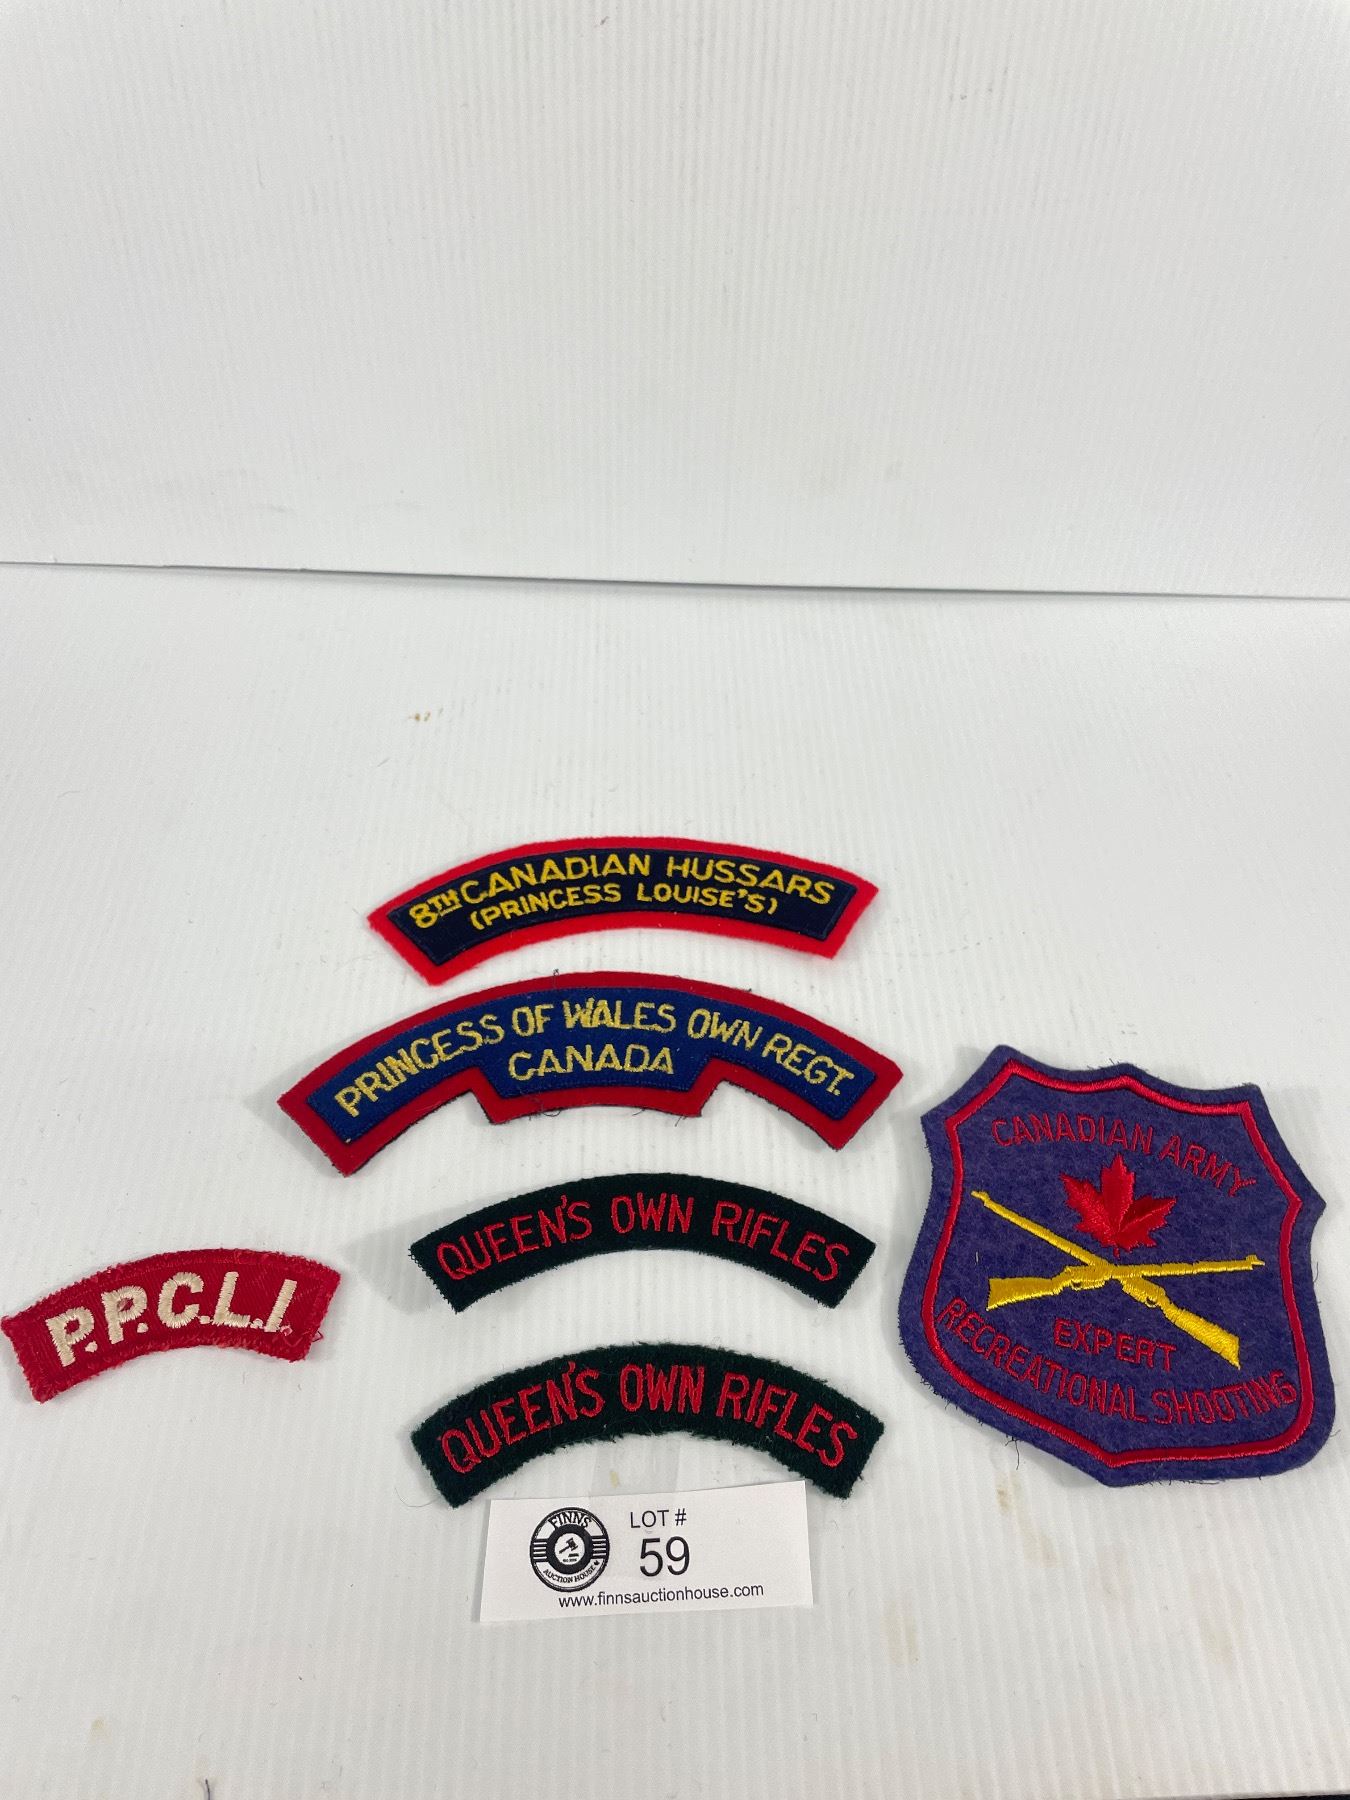 8TH CANADIAN HUSSARS
(PRINCESS LOUISE'S)
PRINCESS OF WALES OWN REGT.
CANADA
QUEEN'S OWN RIFLES
P.P.C.L.I.
QUEEN'S OWN RIFLES
CANADIAN ARMY
EXPERT
RECREATIONAL SHOOTING
FINNS
AUCTION HOUSE
LOT #
59
www.finnsauctionhouse.com